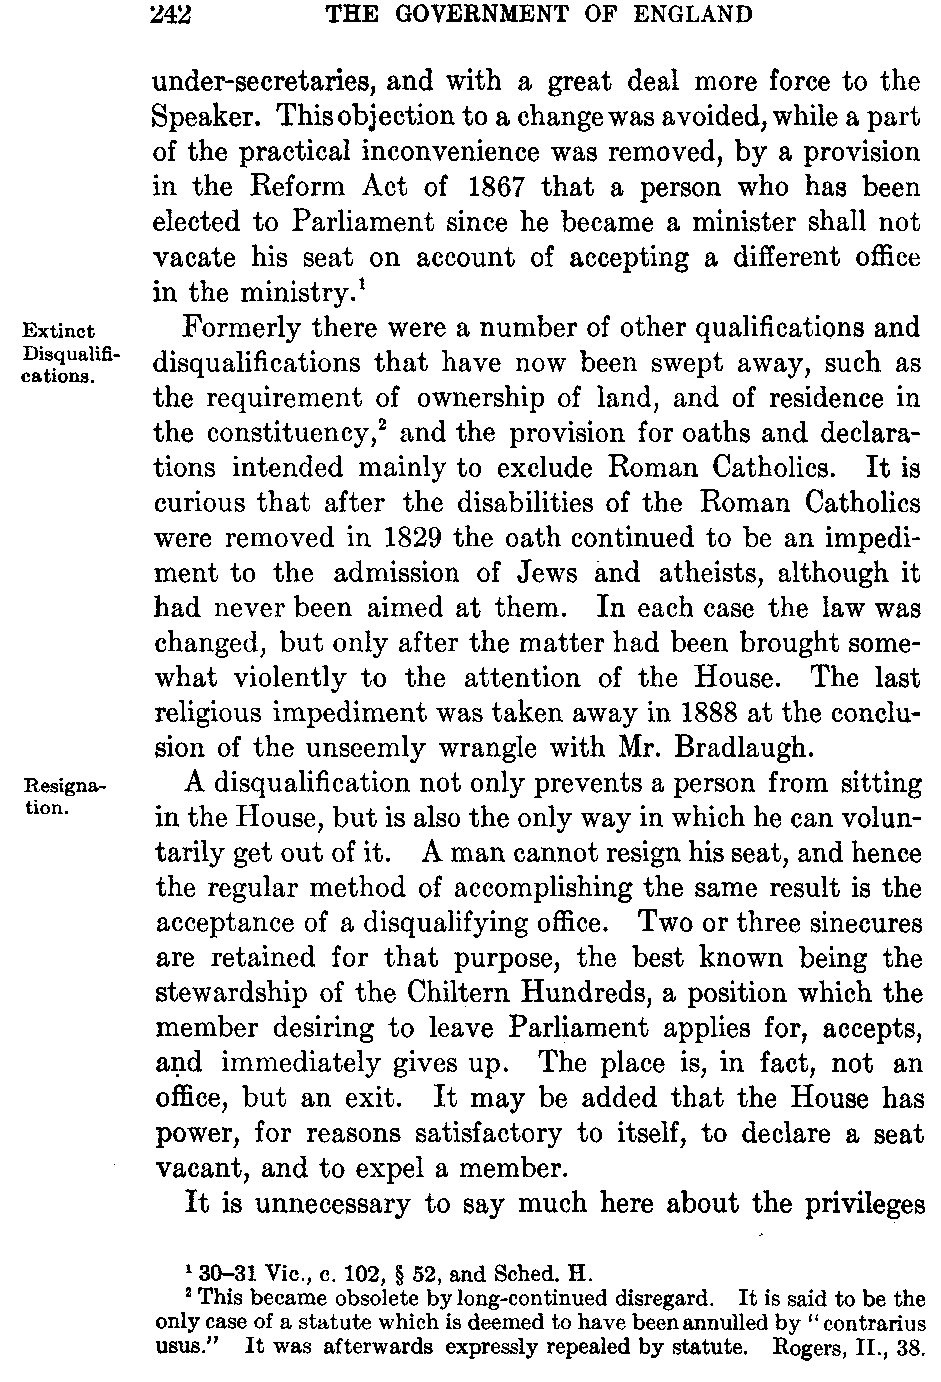 242 THE GOVERNMENT OF ENGLAND
under-secretaries, and with a great deal more force to the
Speaker. This objection to a change was avoided, while a part
of the practical inconvenience was removed, by a provision
in the Reform Act of 1867 that a person who has been
elected to Parliament since he became a minister shall not
vacate his seat on account of accepting a different office
in the ministry.¹
Extinct
Disqualifi-
cations.
Formerly there were a number of other qualifications and
disqualifications that have now been swept away, such as
the requirement of ownership of land, and of residence in
the constituency,² and the provision for oaths and declara-
tions intended mainly to exclude Roman Catholics. It is
curious that after the disabilities of the Roman Catholics
were removed in 1829 the oath continued to be an impedi-
ment to the admission of Jews and atheists, although it
had never been aimed at them. In each case the law was
changed, but only after the matter had been brought some-
what violently to the attention of the House. The last
religious impediment was taken away in 1888 at the conclu-
sion of the unseemly wrangle with Mr. Bradlaugh.
Resigna-
tion.
A disqualification not only prevents a person from sitting
in the House, but is also the only way in which he can volun-
tarily get out of it. A man cannot resign his seat, and hence
the regular method of accomplishing the same result is the
acceptance of a disqualifying office. Two or three sinecures
are retained for that purpose, the best known being the
stewardship of the Chiltern Hundreds, a position which the
member desiring to leave Parliament applies for, accepts,
and immediately gives up. The place is, in fact, not an
office, but an exit. It may be added that the House has
power, for reasons satisfactory to itself, to declare a seat
vacant, and to expel a member.
It is unnecessary to say much here about the privileges
¹ 30–31 Vic., c. 102, § 52, and Sched. H.
² This became obsolete by long-continued disregard. It is said to be the
only case of a statute which is deemed to have been annulled by "contrarius
usus." It was afterwards expressly repealed by statute. Rogers, II., 38.